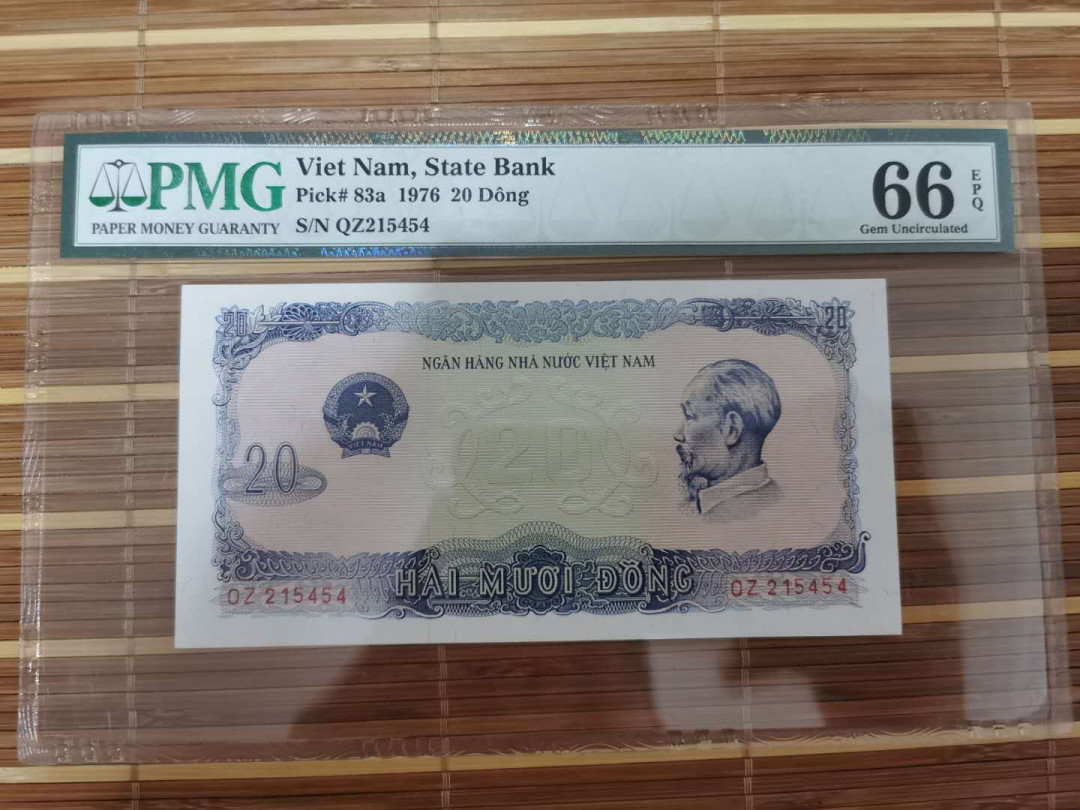 PMG
PAPER MONEY GUARANTY
Viet Nam, State Bank
Pick# 83a 1976 20 Dông
S/N QZ215454
66
EPQ
Gem Uncirculated
20
20
NGÂN HÀNG NHÀ NƯỚC VIỆT NAM
VIỆT NAM
20
20
HAI MƯƠI ĐỒNG
QZ 215454
QZ 215454